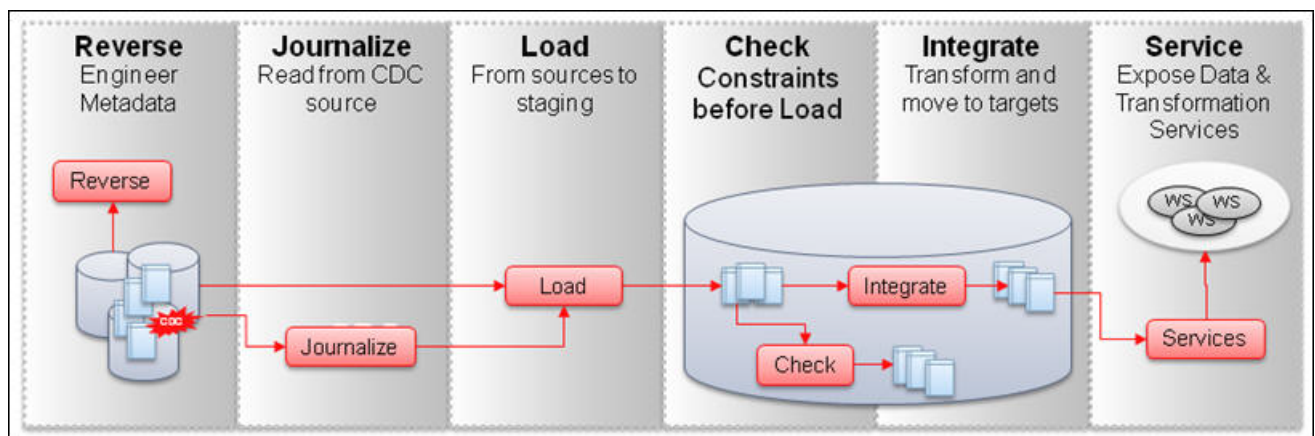 Reverse
Engineer
Metadata
Journalize
Read from CDC
source
Load
From sources to
staging
Check
Constraints
before Load
Integrate
Transform and
move to targets
Service
Expose Data &
Transformation
Services
Reverse
WS
WS
WS
Load
Integrate
CDC
Journalize
Services
Check